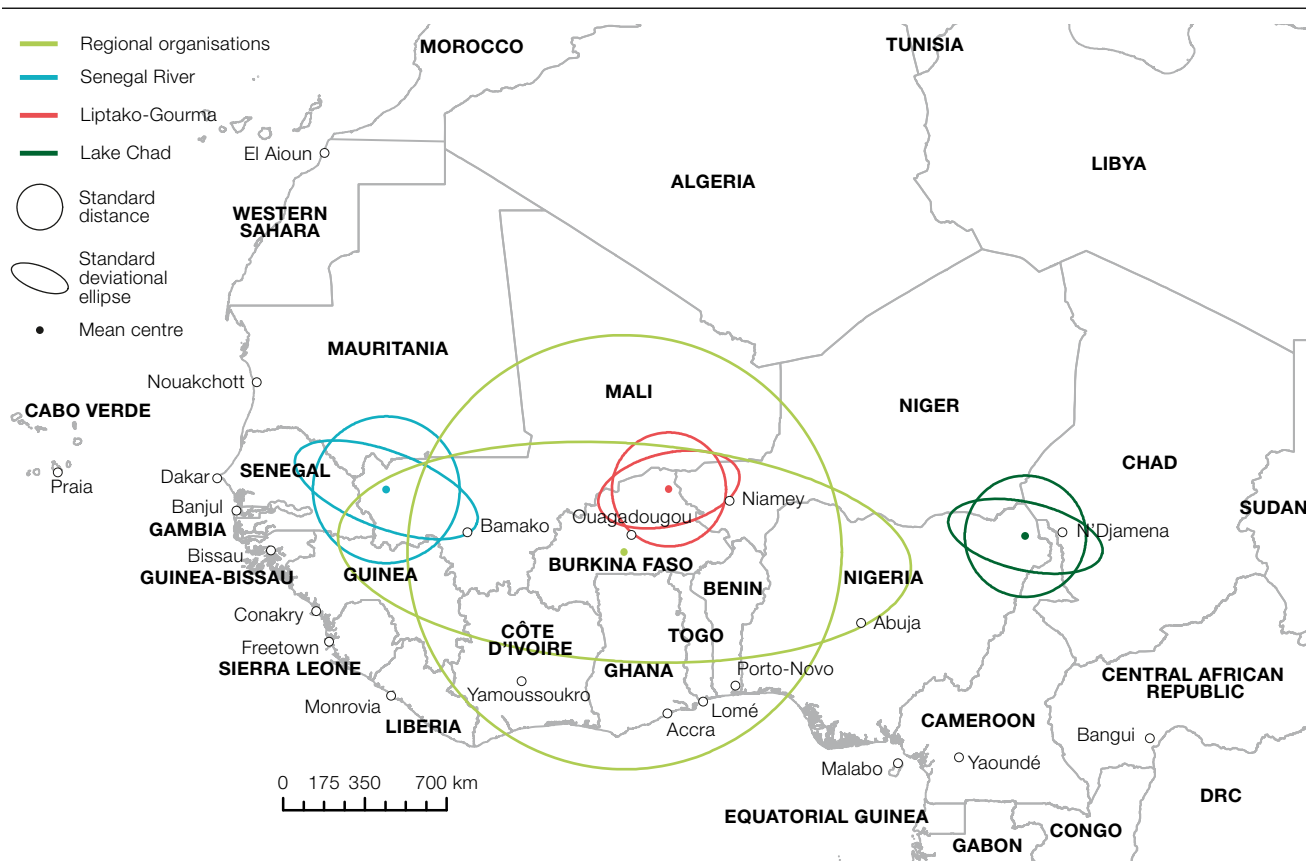 Regional organisations
Senegal River
Liptako-Gourma
Lake Chad
Standard
distance
Standard
deviational
ellipse
Mean centre
MOROCCO
TUNISIA
El Aioun
ALGERIA
LIBYA
WESTERN
SAHARA
MAURITANIA
Nouakchott
MALI
NIGER
CABO VERDE
Praia
Dakar
SENEGAL
CHAD
Banjul
GAMBIA
Bamako
Ouagadougou
Niamey
SUDAN
N'Djamena
Bissau
GUINEA-BISSAU
GUINEA
BURKINA FASO
BENIN
NIGERIA
Conakry
Abuja
Freetown
SIERRA LEONE
CÔTE
D'IVOIRE
TOGO
GHANA
Porto-Novo
CENTRAL AFRICAN
REPUBLIC
Monrovia
Yamoussoukro
LIBERIA
Lomé
Accra
CAMEROON
Bangui
Malabo
Yaoundé
0 175 350 700 km
DRC
EQUATORIAL GUINEA
CONGO
GABON